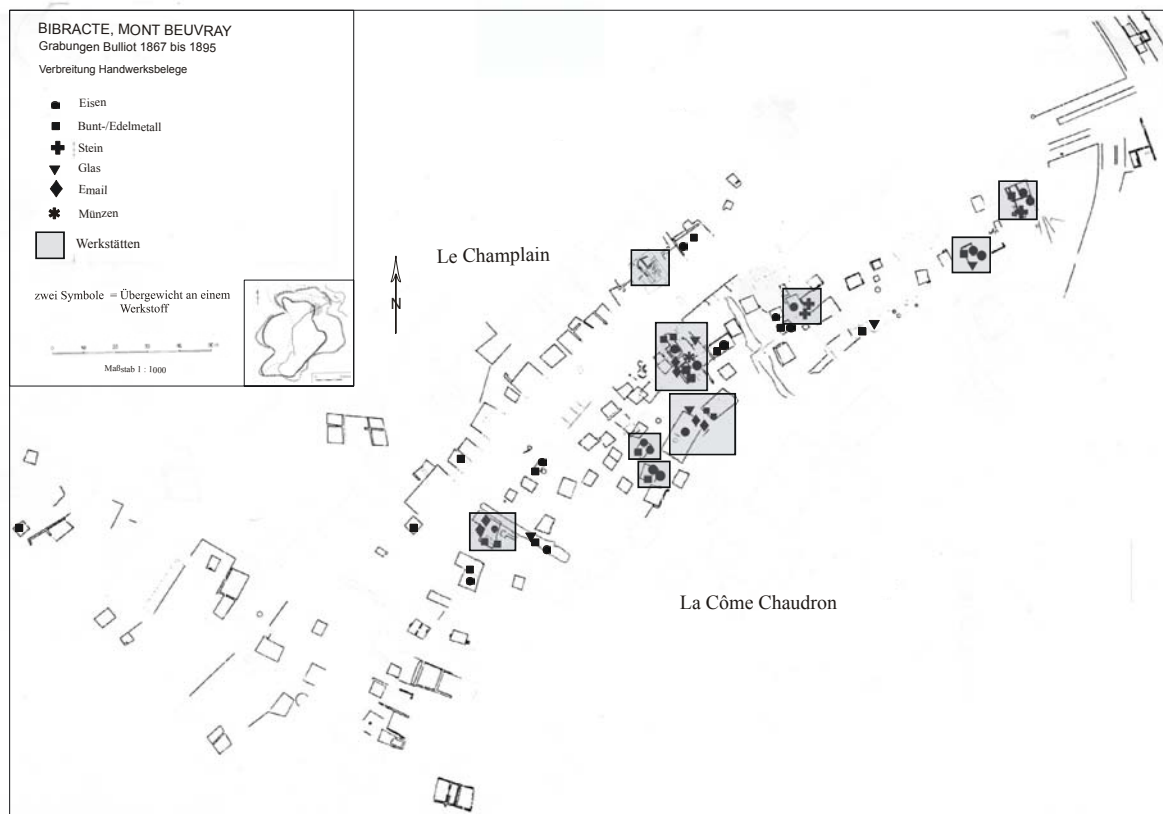 BIBRACTE, MONT BEUVRAY
Grabungen Bulliot 1867 bis 1895
Verbreitung Handwerksbelege
Eisen
Bunt-/Edelmetall
Stein
Glas
Email
Münzen
Werkstätten
zwei Symbole = Übergewicht an einem
Werkstoff
Maßstab 1 : 1000
Le Champlain
N
La Côme Chaudron